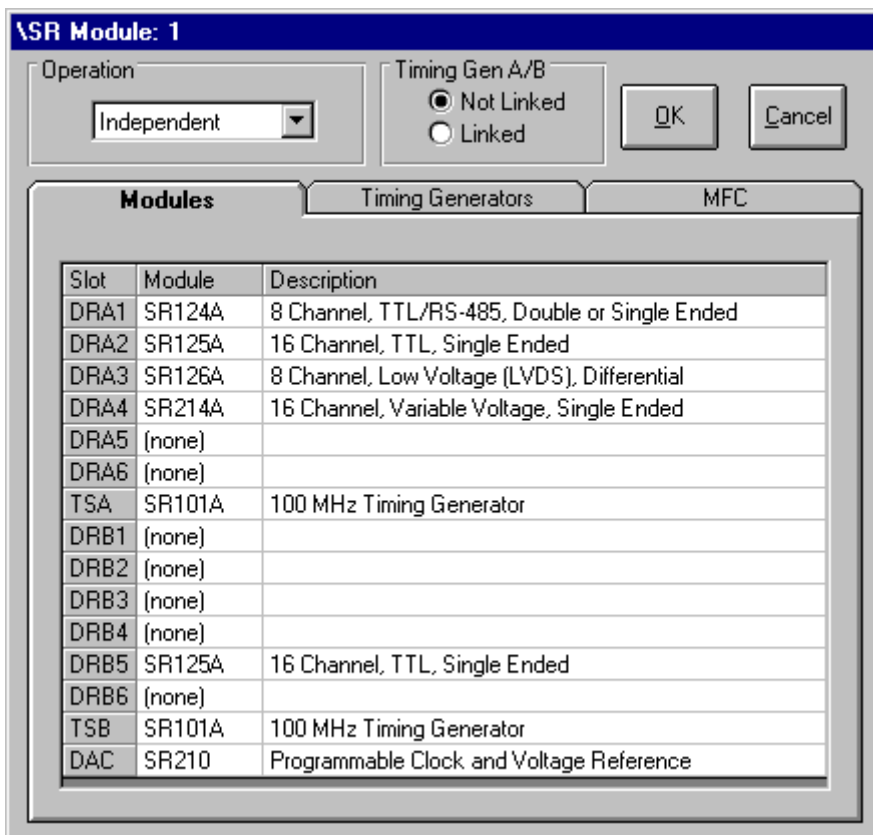 \SR Module: 1
Operation
Independent
Timing Gen A/B
Not Linked
Linked
OK
Cancel
Modules
Timing Generators
MFC
Slot Module Description
DRA1 SR124A 8 Channel, TTL/RS-485, Double or Single Ended
DRA2 SR125A 16 Channel, TTL, Single Ended
DRA3 SR126A 8 Channel, Low Voltage (LVDS), Differential
DRA4 SR214A 16 Channel, Variable Voltage, Single Ended
DRA5 (none)
DRA6 (none)
TSA SR101A 100 MHz Timing Generator
DRB1 (none)
DRB2 (none)
DRB3 (none)
DRB4 (none)
DRB5 SR125A 16 Channel, TTL, Single Ended
DRB6 (none)
TSB SR101A 100 MHz Timing Generator
DAC SR210 Programmable Clock and Voltage Reference